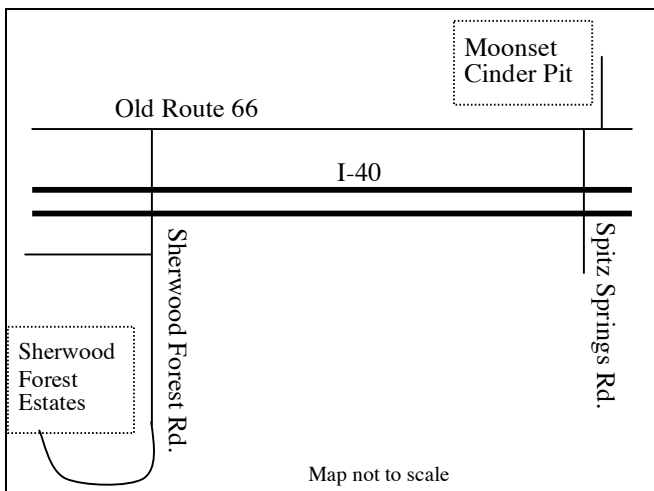 Moonset
Cinder Pit
Old Route 66
I-40
Sherwood Forest Rd.
Spitz Springs Rd.
Sherwood
Forest
Estates
Map not to scale